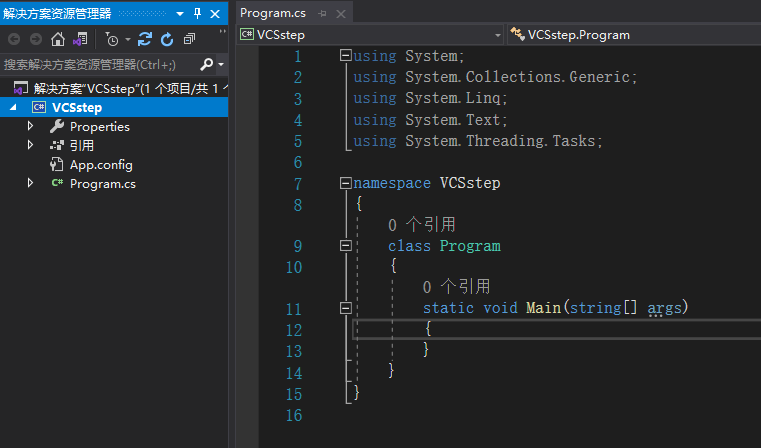 解决方案资源管理器
搜索解决方案资源管理器(Ctrl+;)
解决方案"VCSstep"(1 个项目/共 1 个
VCSstep
Properties
引用
App.config
Program.cs
Program.cs
VCSstep
VCSstep.Program
1 using System;
2 using System.Collections.Generic;
3 using System.Linq;
4 using System.Text;
5 using System.Threading.Tasks;
6
7 namespace VCSstep
8 {
0 个引用
9 class Program
10 {
0 个引用
11 static void Main(string[] args)
12 {
13 }
14 }
15 }
16